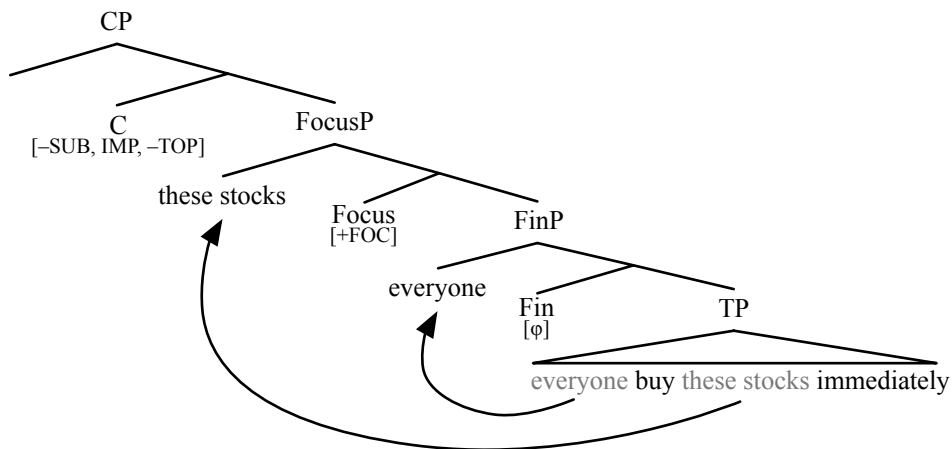 CP
C
[–SUB, IMP, –TOP]
FocusP
these stocks
Focus
[+FOC]
FinP
everyone
Fin
[φ]
TP
everyone buy these stocks immediately